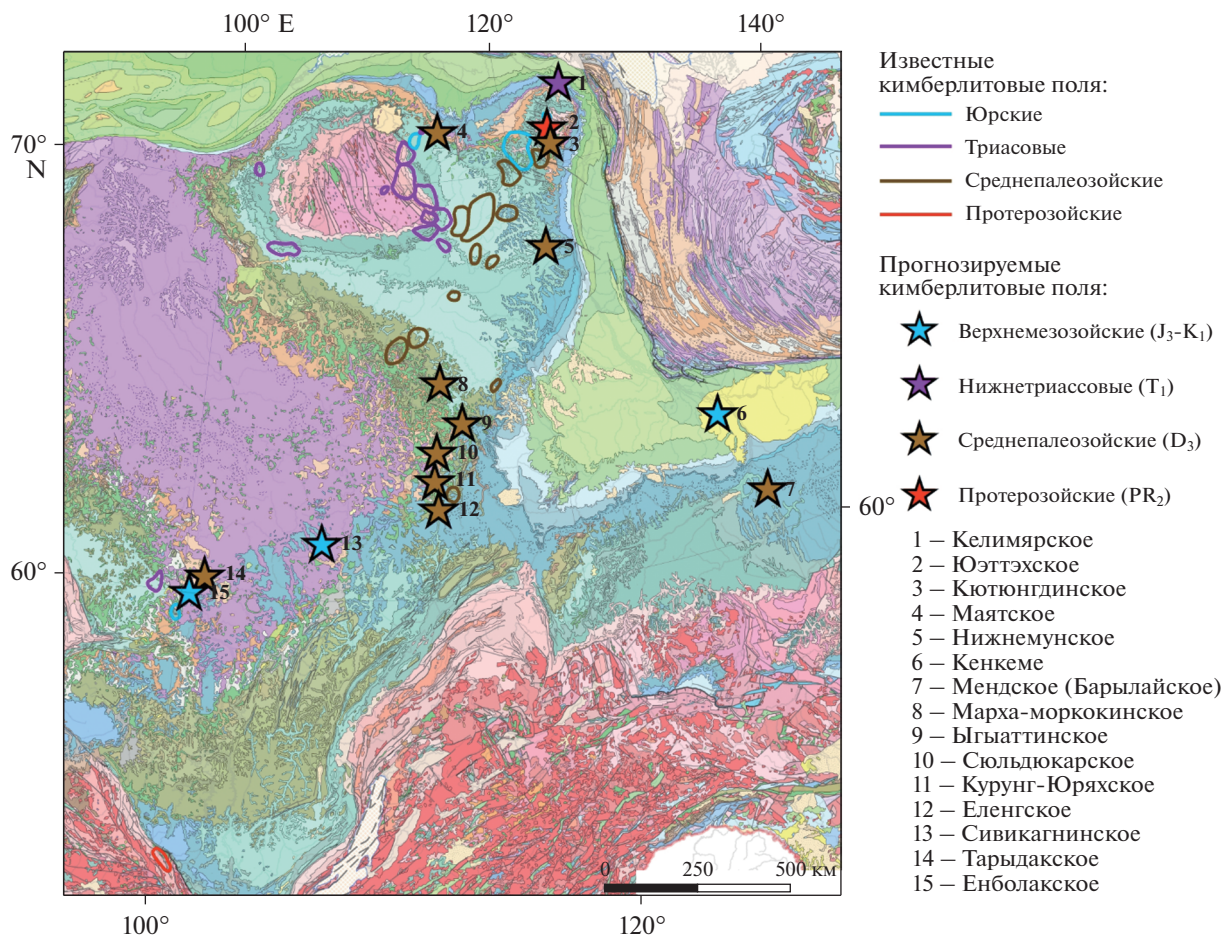 100° E
120°
140°
70°
N
60°
60°
100°
120°
1
2
3
4
5
6
7
8
9
10
11
12
13
14
15
0
250
500 км
Известные
кимберлитовые поля:
Юрские
Триасовые
Среднепалеозойские
Протерозойские
Прогнозируемые
кимберлитовые поля:
Верхнемезозойские (J₃-K₁)
Нижнетриассовые (T₁)
Среднепалеозойские (D₃)
Протерозойские (PR₂)
1 – Келимярское
2 – Юэттэхское
3 – Кютюнгдинское
4 – Маятское
5 – Нижнемунское
6 – Кенкеме
7 – Мендское (Барылайское)
8 – Марха-моркокинское
9 – Ыгыаттинское
10 – Сюльдюкарское
11 – Курунг-Юряхское
12 – Еленгское
13 – Сивикагнинское
14 – Тарыдакское
15 – Енболакское